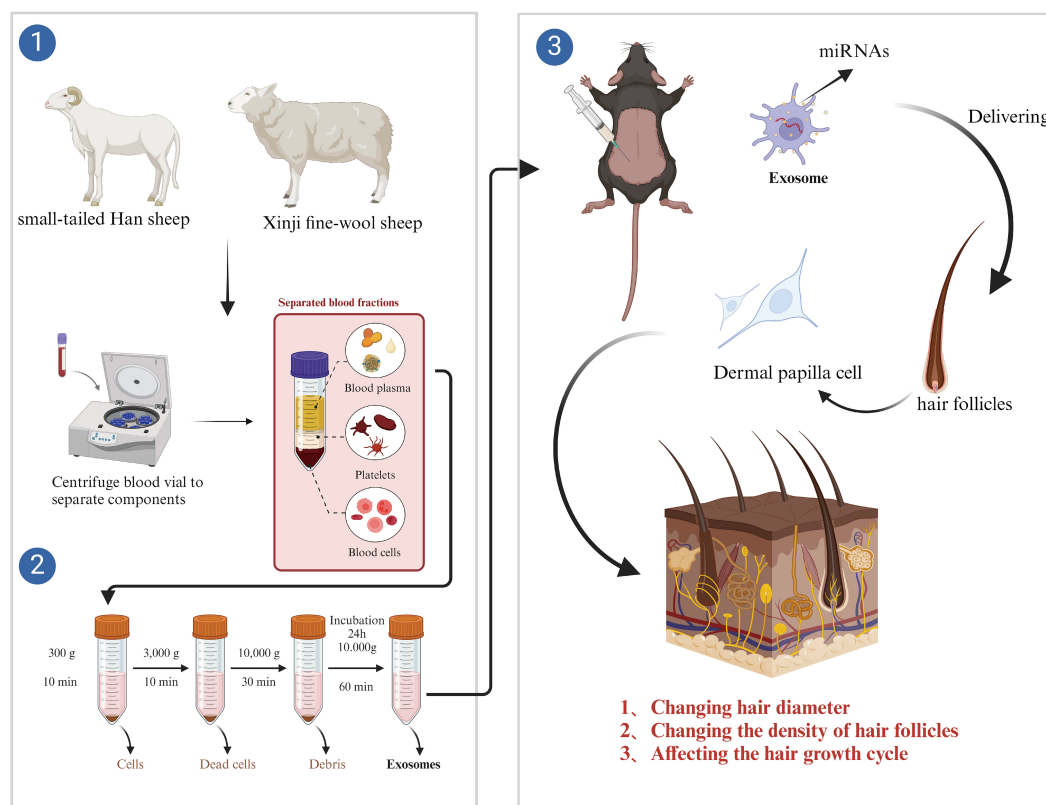 1
small-tailed Han sheep
Xinji fine-wool sheep
Separated blood fractions
Blood plasma
Platelets
Blood cells
Centrifuge blood vial to
separate components
2
300 g
10 min
3,000 g
10 min
10,000 g
30 min
Incubation
24h
10.000g
60 min
Cells
Dead cells
Debris
Exosomes
3
miRNAs
Exosome
Delivering
hair follicles
Dermal papilla cell
1、Changing hair diameter
2、Changing the density of hair follicles
3、Affecting the hair growth cycle